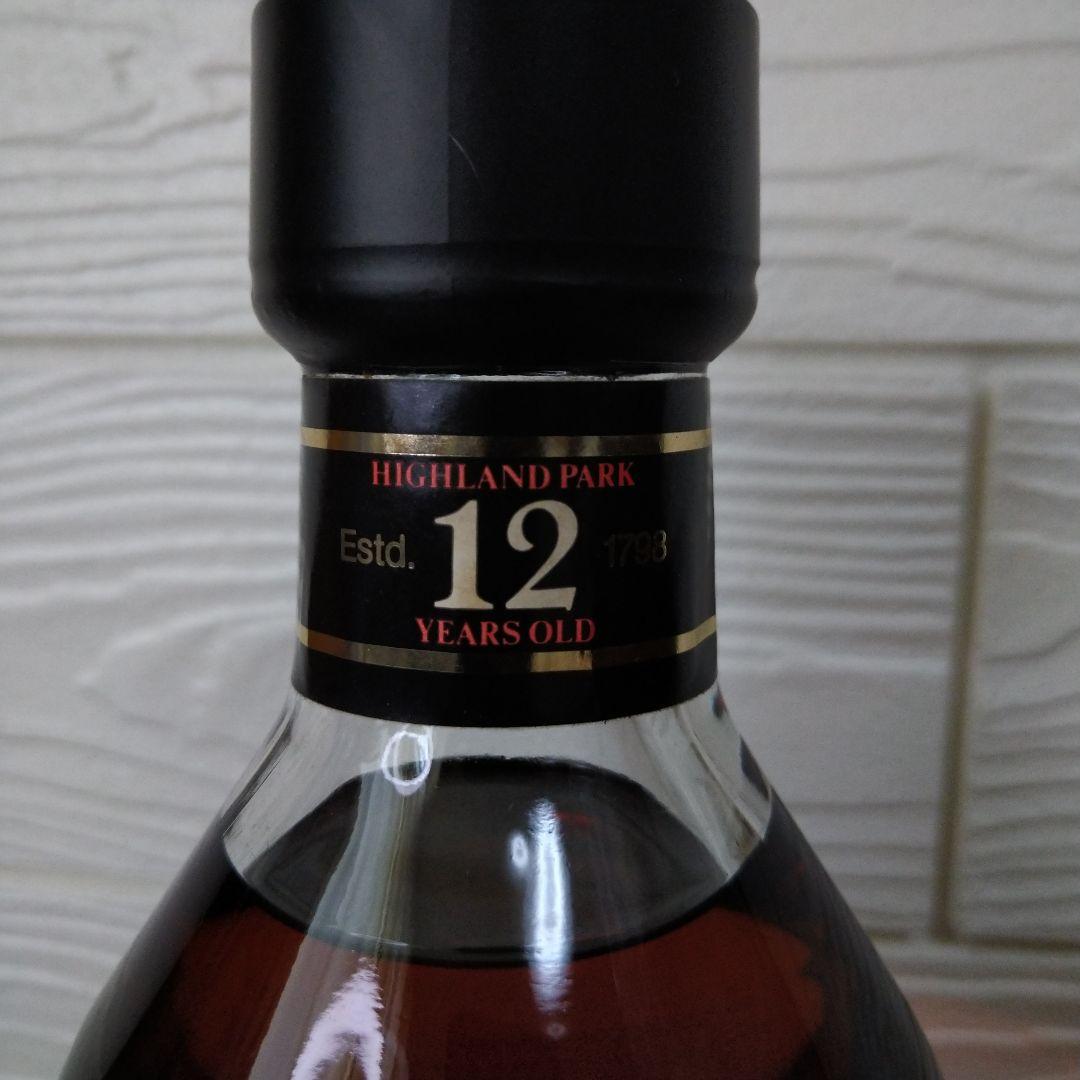 HIGHLAND PARK
Estd. 12 1798
YEARS OLD